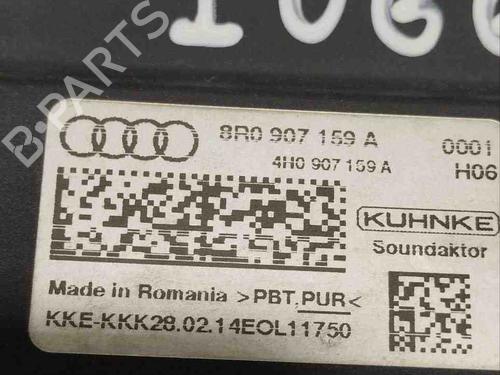 8R0 907 159 A 0001
4H0 907 159 A H06
KUHNKE
Soundaktor
Made in Romania >PBT,PUR<
KKE-KKK28.02.14EOL11750
B-PARTS